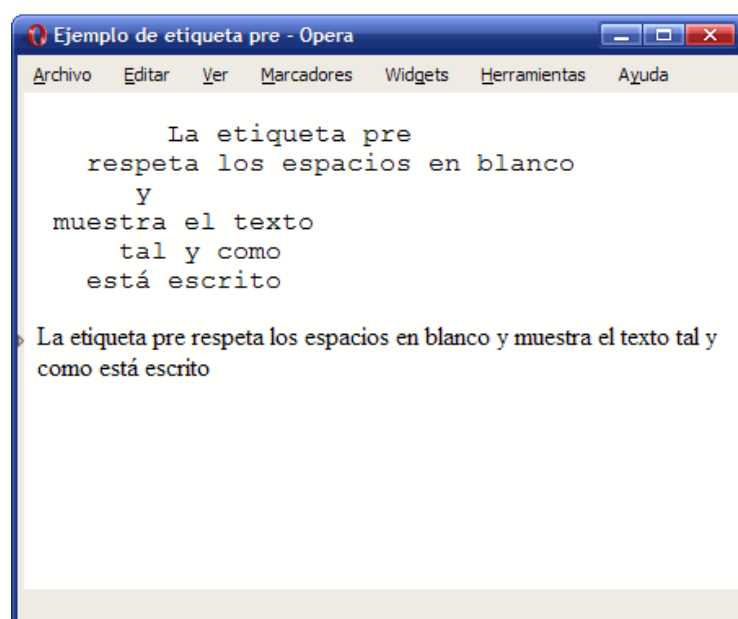 Ejemplo de etiqueta pre - Opera
Archivo Editar Ver Marcadores Widgets Herramientas Ayuda
La etiqueta pre
respeta los espacios en blanco
y
muestra el texto
tal y como
está escrito
La etiqueta pre respeta los espacios en blanco y muestra el texto tal y
como está escrito